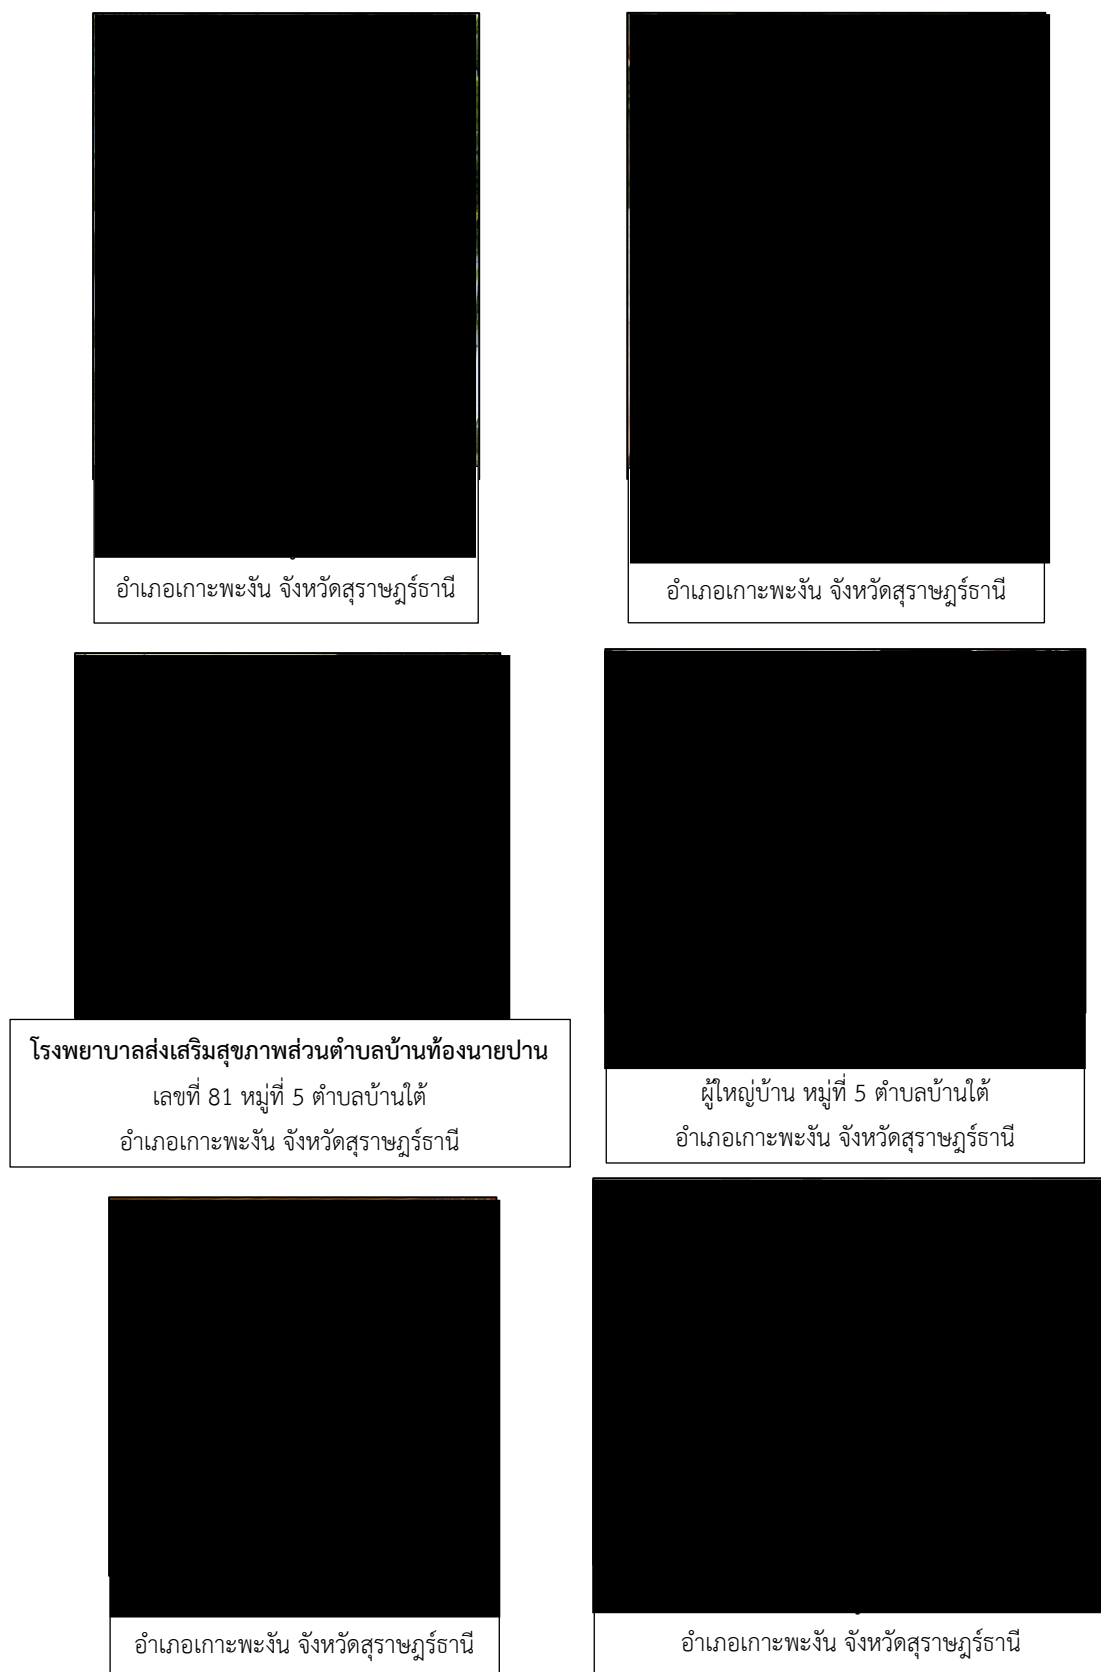 อำเภอเกาะพะงัน จังหวัดสุราษฎร์ธานี
อำเภอเกาะพะงัน จังหวัดสุราษฎร์ธานี
โรงพยาบาลส่งเสริมสุขภาพส่วนตำบลบ้านท้องนายปาน
เลขที่ 81 หมู่ที่ 5 ตำบลบ้านใต้
อำเภอเกาะพะงัน จังหวัดสุราษฎร์ธานี
ผู้ใหญ่บ้าน หมู่ที่ 5 ตำบลบ้านใต้
อำเภอเกาะพะงัน จังหวัดสุราษฎร์ธานี
อำเภอเกาะพะงัน จังหวัดสุราษฎร์ธานี
อำเภอเกาะพะงัน จังหวัดสุราษฎร์ธานี